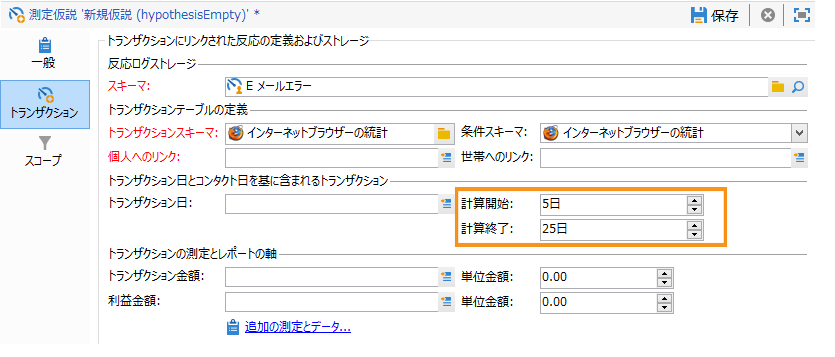 測定仮説 '新規仮説 (hypothesisEmpty)' *
保存
一般
トランザクション
スコープ
トランザクションにリンクされた反応の定義およびストレージ
反応ログストレージ
スキーマ: E メールエラー
トランザクションテーブルの定義
トランザクションスキーマ: インターネットブラウザーの統計 条件スキーマ: インターネットブラウザーの統計
個人へのリンク: 世帯へのリンク:
トランザクション日とコンタクト日を基に含まれるトランザクション
トランザクション日: 計算開始: 5日
計算終了: 25日
トランザクションの測定とレポートの軸
トランザクション金額: 単位金額: 0.00
利益金額: 単位金額: 0.00
追加の測定とデータ...